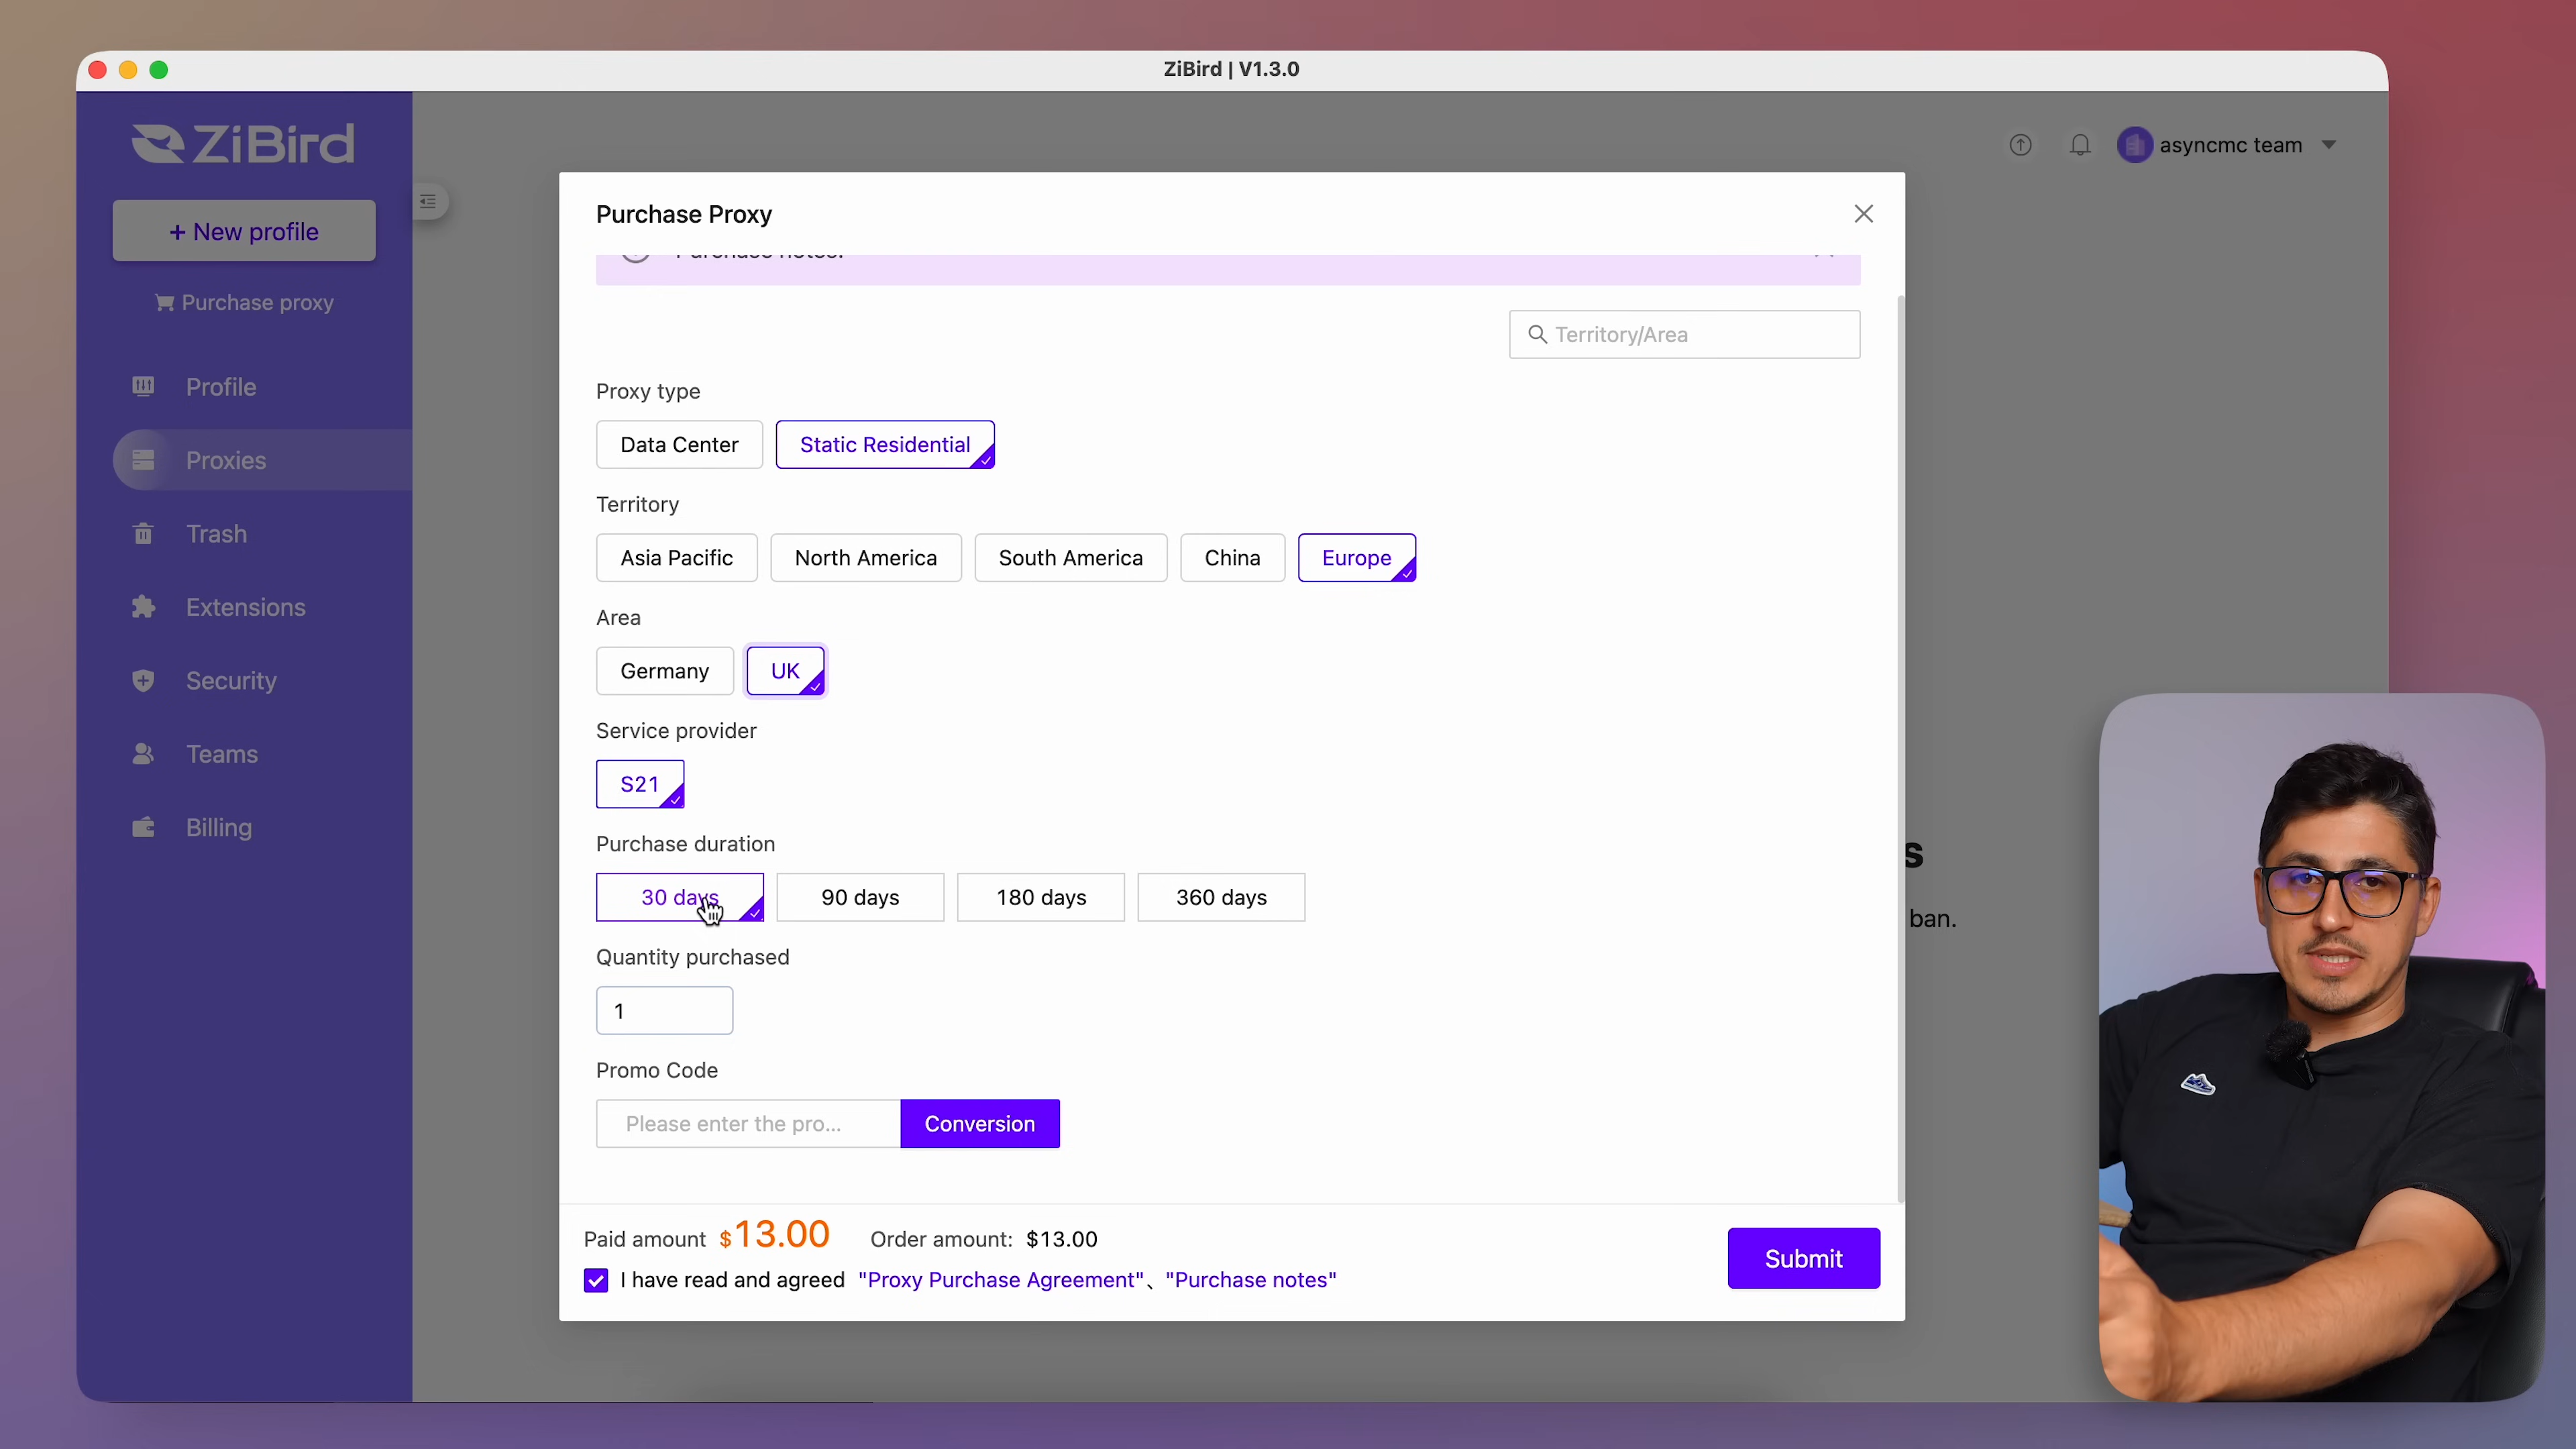 ZiBird | V1.3.0
ZiBird
asyncmc team
+ New profile
Purchase proxy
Profile
Proxies
Trash
Extensions
Security
Teams
Billing
Purchase Proxy
Purchase notes:
Territory/Area
Proxy type
Data Center
Static Residential
Territory
Asia Pacific
North America
South America
China
Europe
Area
Germany
UK
Service provider
S21
Purchase duration
30 days
90 days
180 days
360 days
Quantity purchased
1
Promo Code
Please enter the pro...
Conversion
Paid amount $13.00 Order amount: $13.00
I have read and agreed "Proxy Purchase Agreement"、"Purchase notes"
Submit
s
ban.